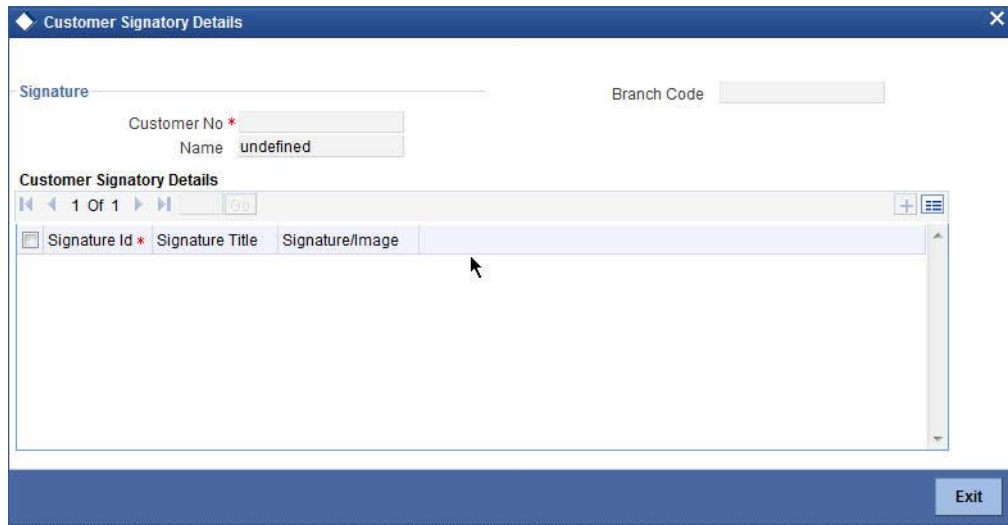 Customer Signatory Details
Signature
Branch Code
Customer No *
Name undefined
Customer Signatory Details
1 Of 1 Go
Signature Id * Signature Title Signature/Image
Exit